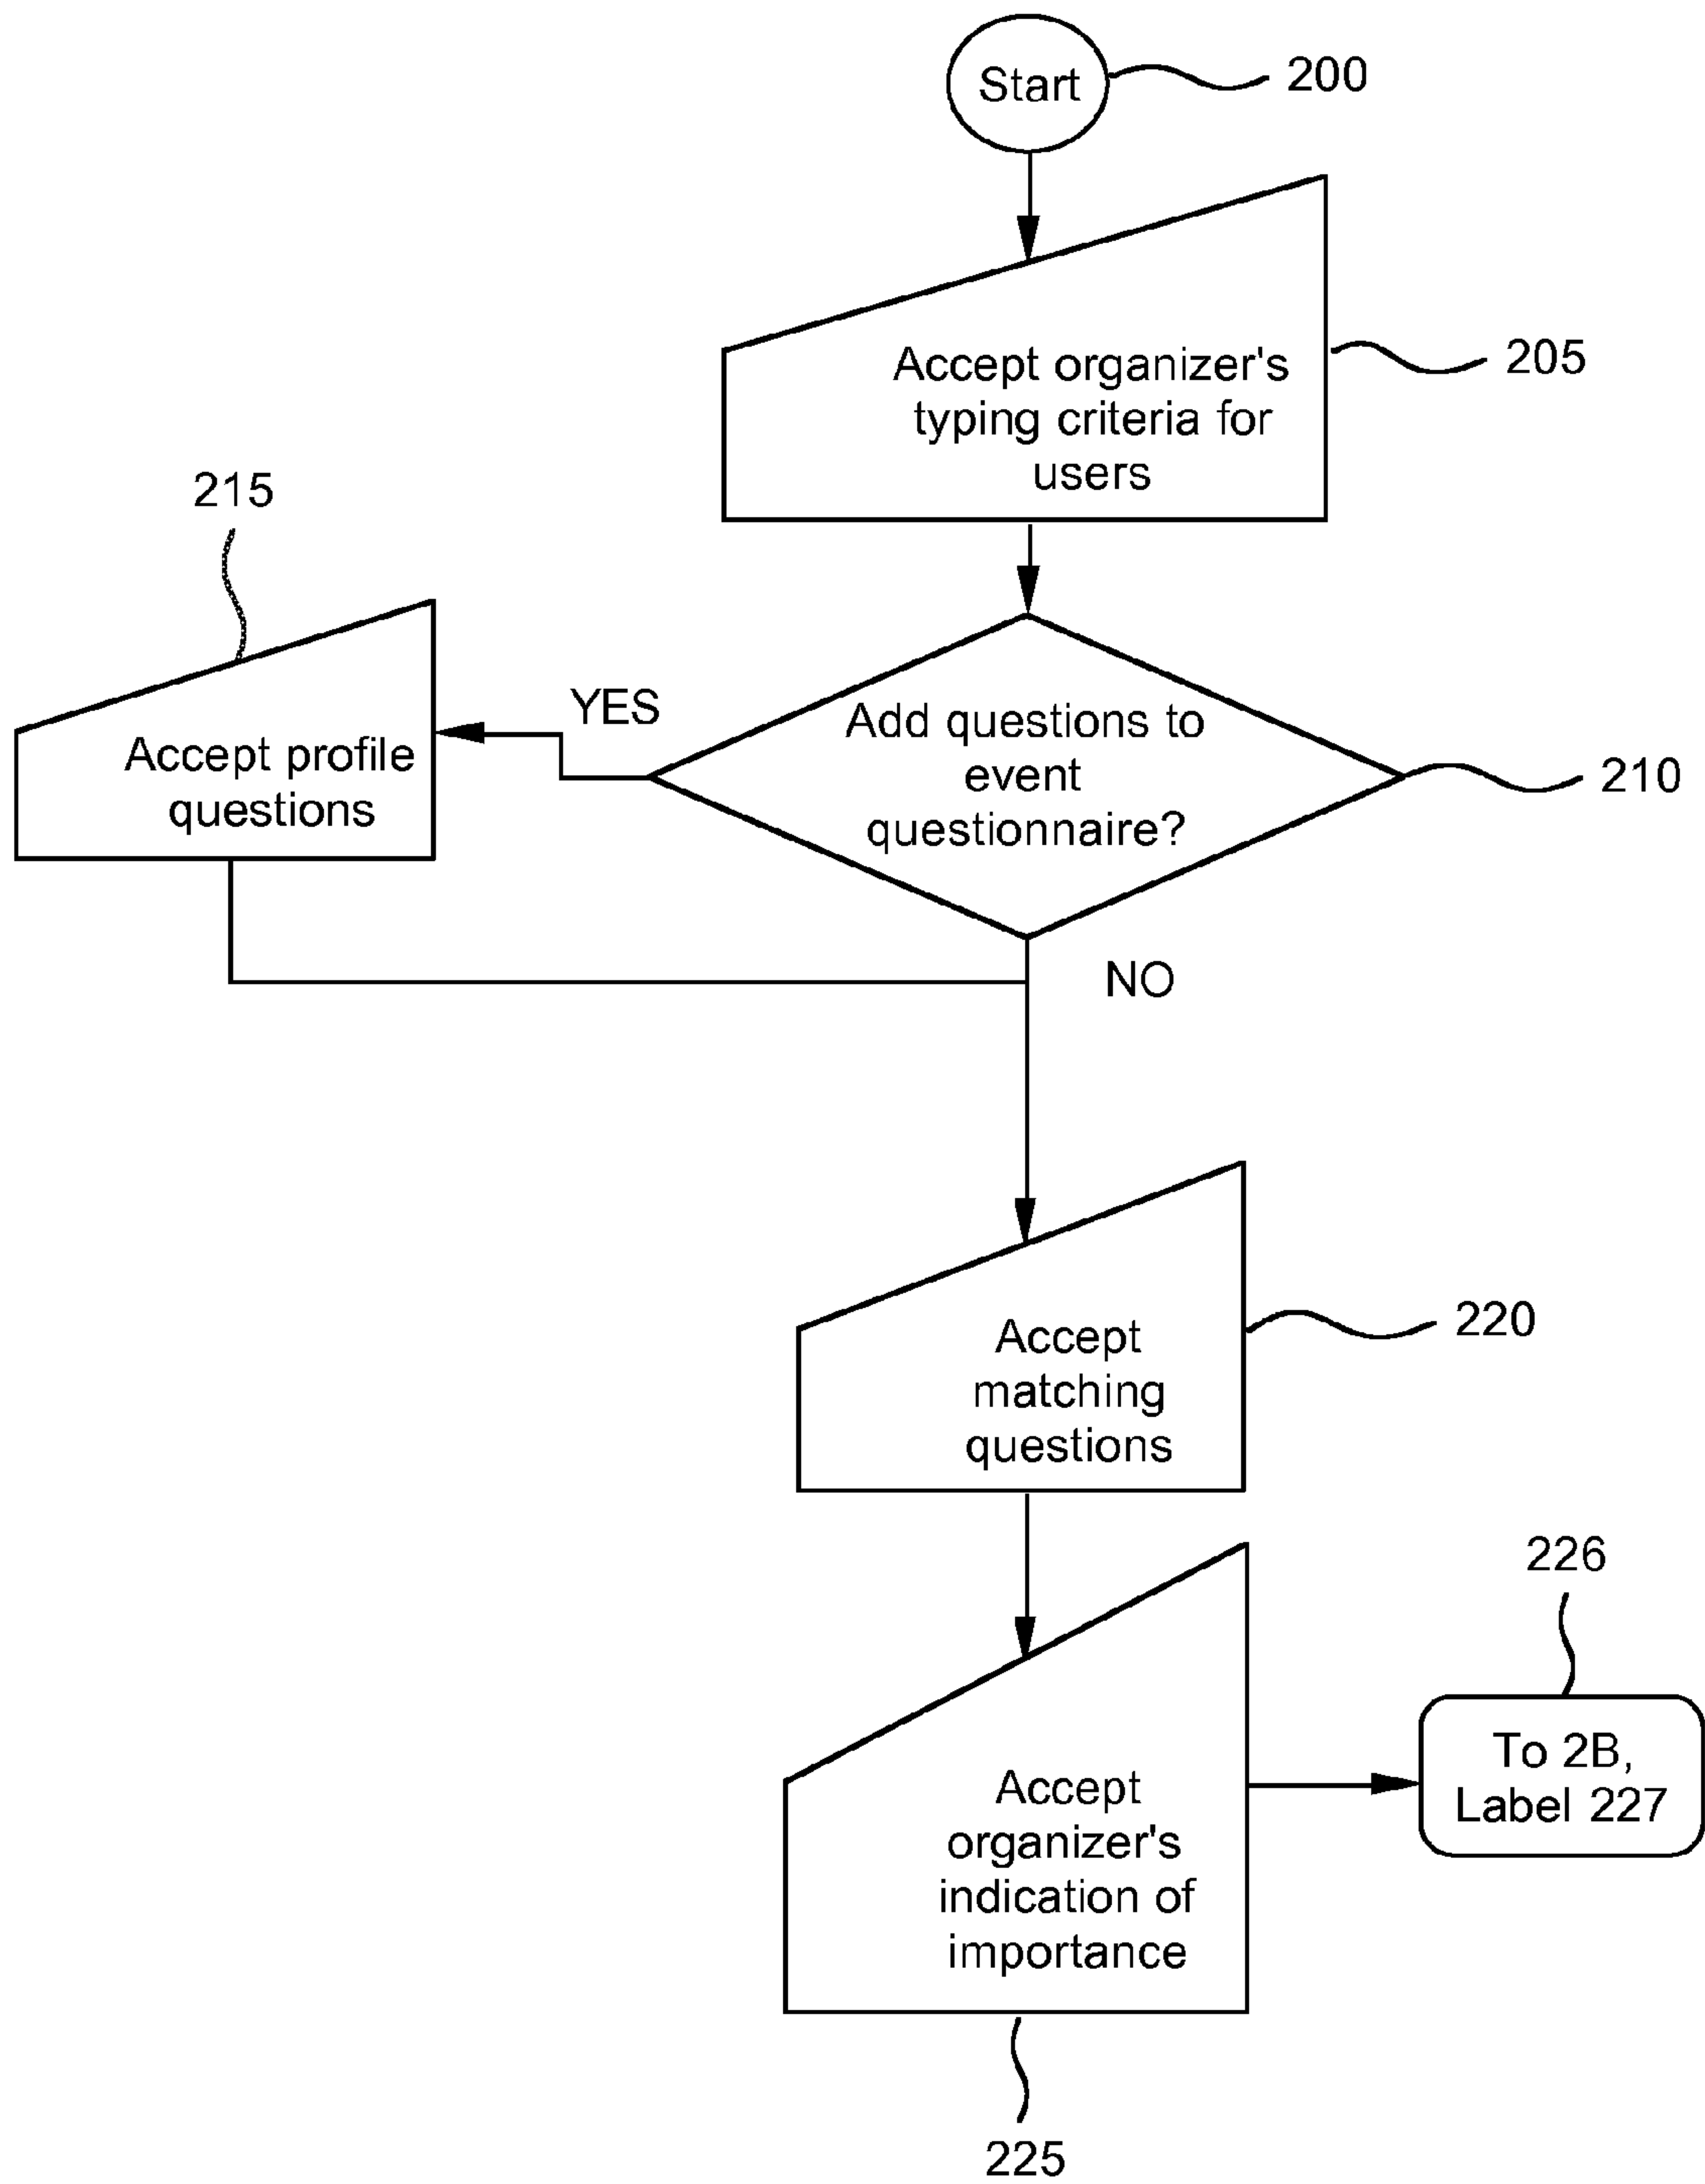 Start
200
Accept organizer's
typing criteria for
users
205
215
Accept profile
questions
YES
Add questions to
event
questionnaire?
210
NO
Accept
matching
questions
220
226
To 2B,
Label 227
Accept
organizer's
indication of
importance
225